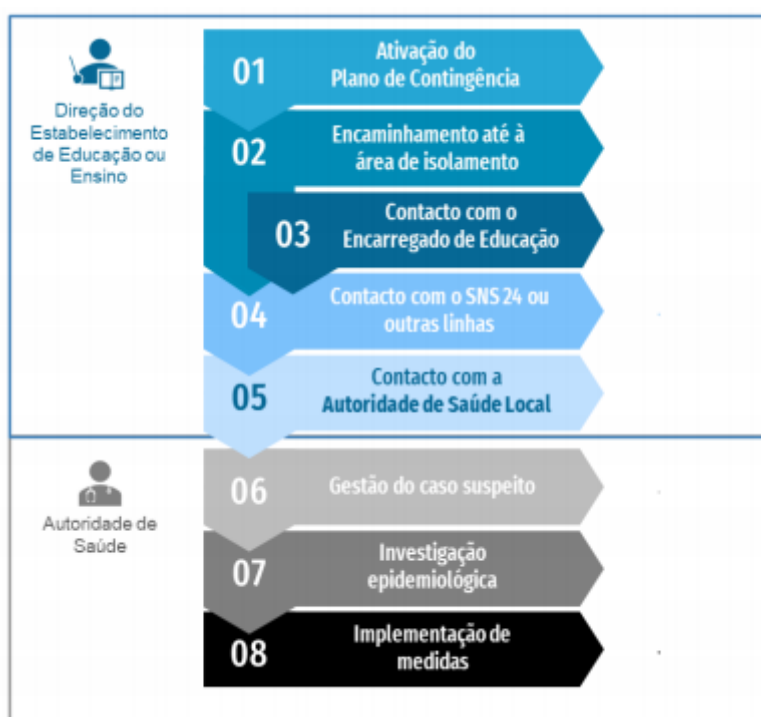 Direção do
Estabelecimento
de Educação ou
Ensino
01
Ativação do
Plano de Contingência
02
Encaminhamento até à
área de isolamento
03
Contacto com o
Encarregado de Educação
04
Contacto com o SNS 24 ou
outras linhas
05
Contacto com a
Autoridade de Saúde Local
Autoridade de
Saúde
06
Gestão do caso suspeito
07
Investigação
epidemiológica
08
Implementação de
medidas